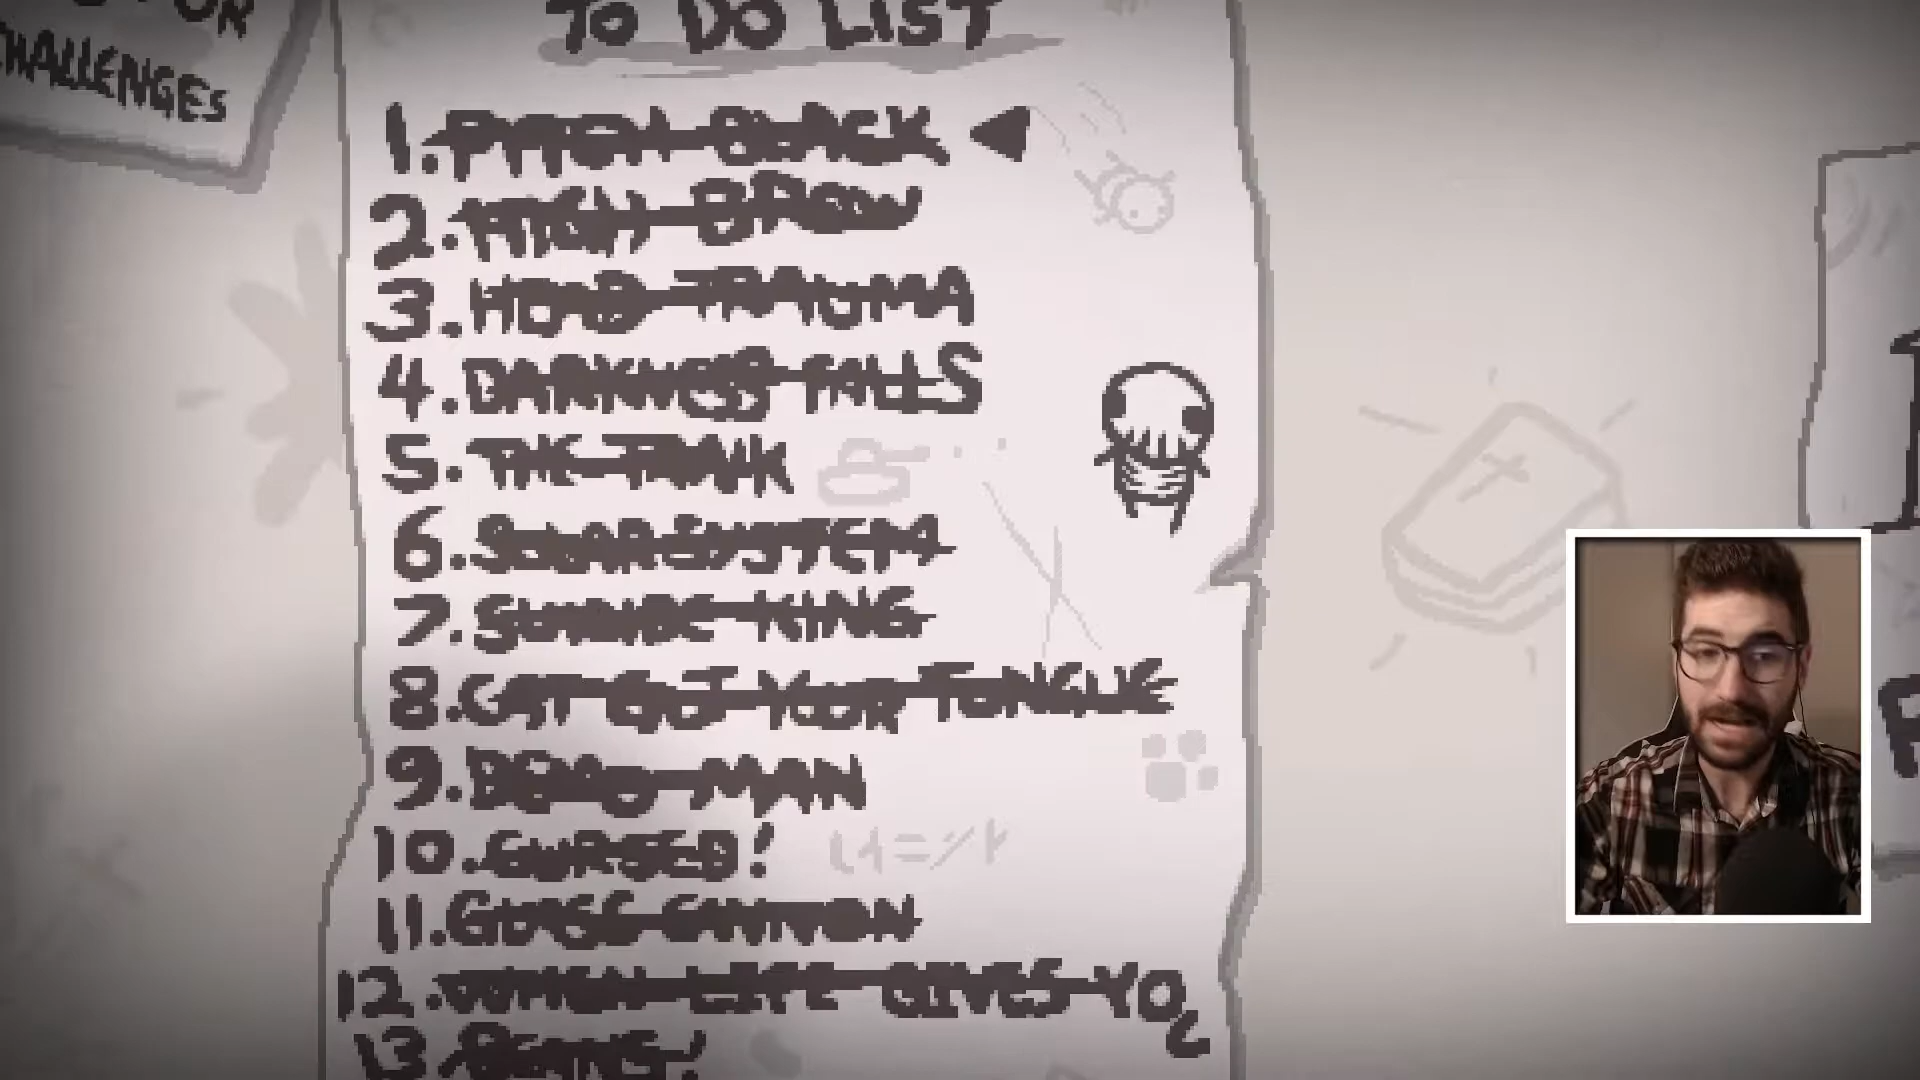 CHALLENGES
TO DO LIST
1. PITCH BLACK
2. HIGH BROW
3. HEAD TRAUMA
4. DARKNESS FALLS
5. THE TANK
6. SOLAR SYSTEM
7. SUICIDE KING
8. CAT GOT YOUR TONGUE
9. DEMO MAN
10. CURSED!
11. GLASS CANNON
12. WHEN LIFE GIVES YOU
13. BEANS!